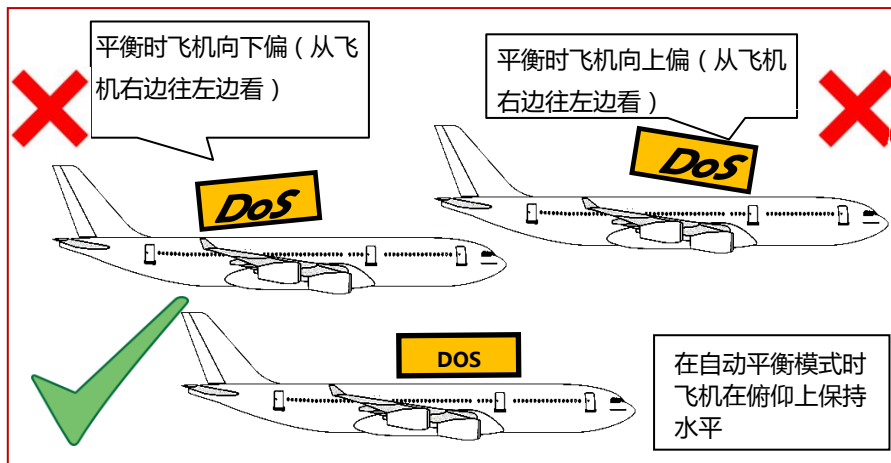 平衡时飞机向下偏（从飞
机右边往左边看）
平衡时飞机向上偏（从飞机
右边往左边看）
DoS
DoS
DOS
在自动平衡模式时
飞机在俯仰上保持
水平